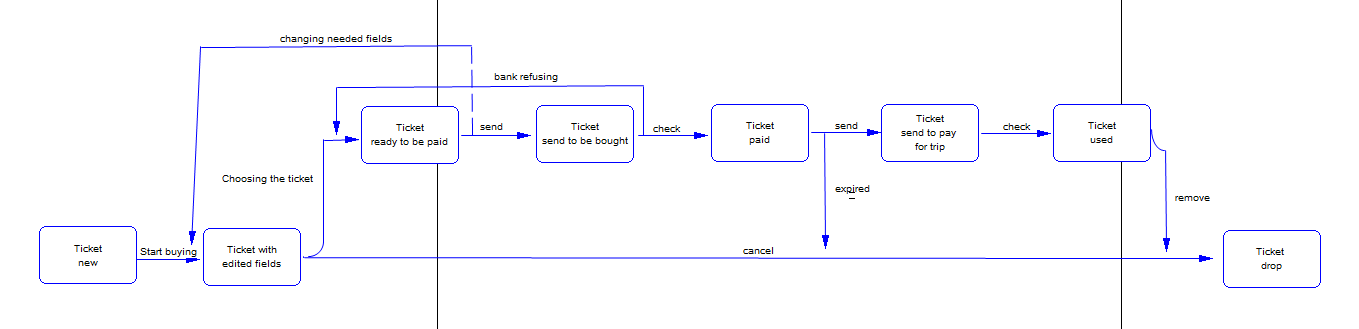 changing needed fields
bank refusing
Ticket
ready to be paid
send
Ticket
send to be bought
check
Ticket
paid
send
Ticket
send to pay
for trip
check
Ticket
used
Choosing the ticket
expired
remove
Ticket
new
Start buying
Ticket with
edited fields
cancel
Ticket
drop